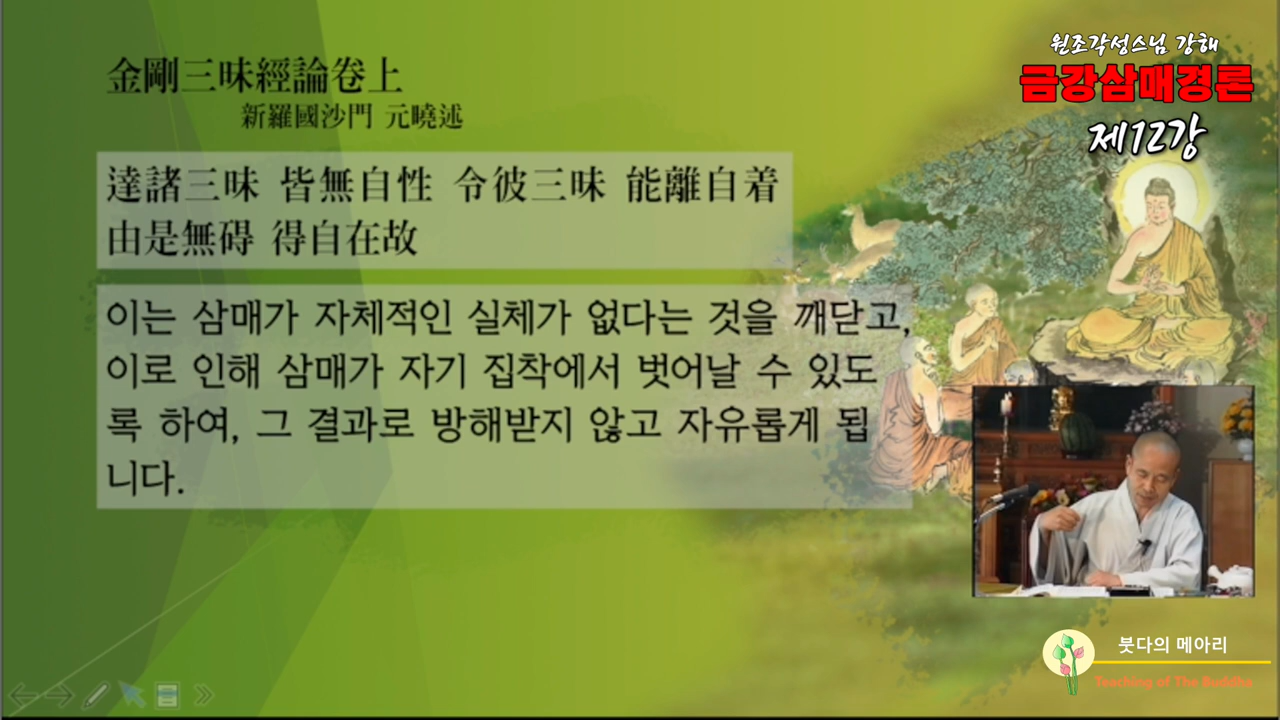 金剛三昧經論卷上
新羅國沙門 元曉述
達諸三昧 皆無自性 令彼三昧 能離自着
由是無碍 得自在故
이는 삼매가 자체적인 실체가 없다는 것을 깨닫고,
이로 인해 삼매가 자기 집착에서 벗어날 수 있도
록 하여, 그 결과로 방해받지 않고 자유롭게 됩
니다.
원조각성스님 강해
금강삼매경론
제12강
붓다의 메아리
Teaching of The Buddha